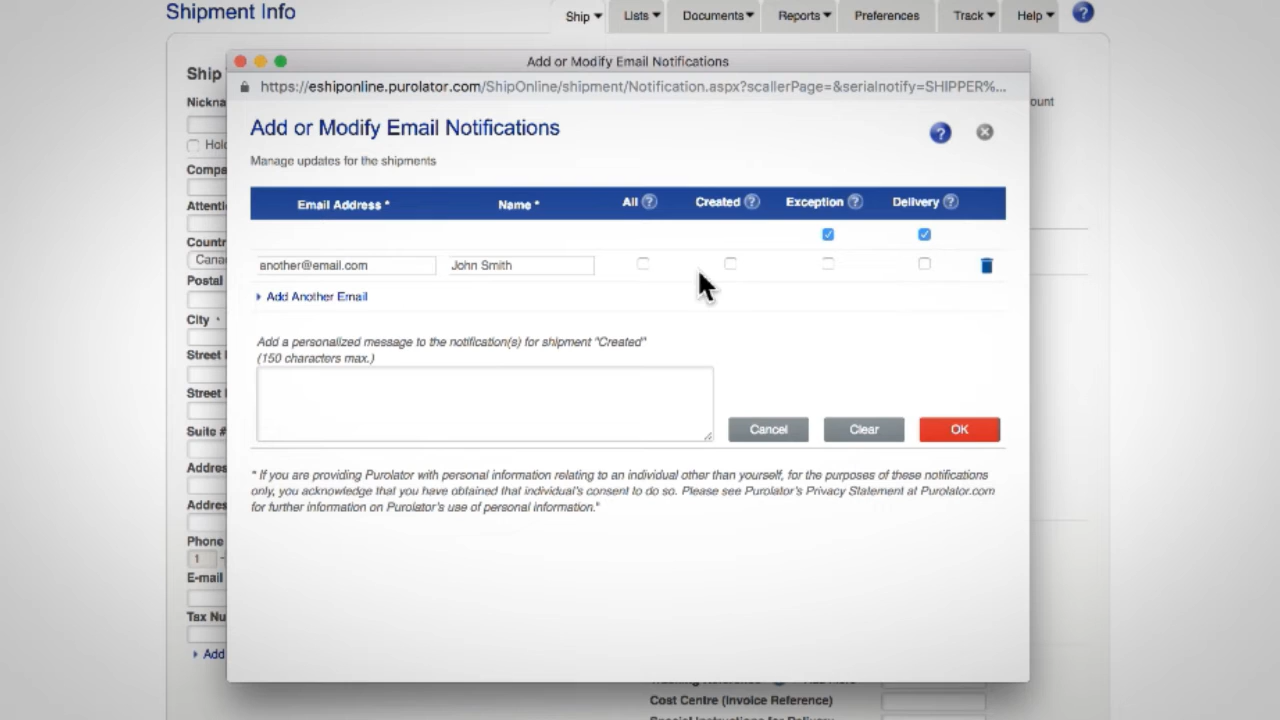 Shipment Info
Ship
Lists
Documents
Reports
Preferences
Track
Help
?
Add or Modify Email Notifications
https://eshiponline.purolator.com/ShipOnline/shipment/Notification.aspx?scallerPage=&serialnotify=SHIPPER%...
Ship
Nickna
ount
Hold
Compa
Attenti
Countr
Cana
Postal
City *
Street
Street
Suite #
Addres
Addres
Phone
1 -
E-mail
Tax Nu
Add
Add or Modify Email Notifications
?
Manage updates for the shipments
Email Address * Name * All ? Created ? Exception ? Delivery ?
another@email.com John Smith
Add Another Email
Add a personalized message to the notification(s) for shipment "Created"
(150 characters max.)
Cancel Clear OK
* If you are providing Purolator with personal information relating to an individual other than yourself, for the purposes of these notifications
only, you acknowledge that you have obtained that individual's consent to do so. Please see Purolator's Privacy Statement at Purolator.com
for further information on Purolator's use of personal information."
Cost Centre (Invoice Reference)
Special Instructions for Delivery